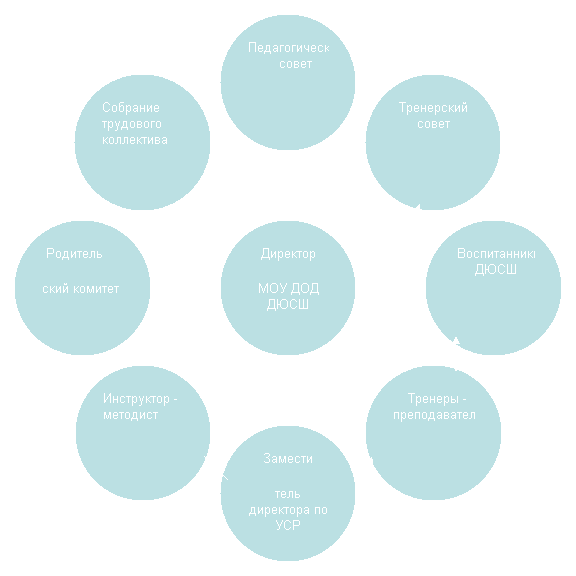 Педагогическ
совет
Собрание
трудового
коллектива
Тренерский
совет
Родитель
ский комитет
Директор
МОУ ДОД
ДЮСШ
Воспитанники
ДЮСШ
Инструктор -
методист
Тренеры -
преподавател
Замести
тель
директора по
УСР